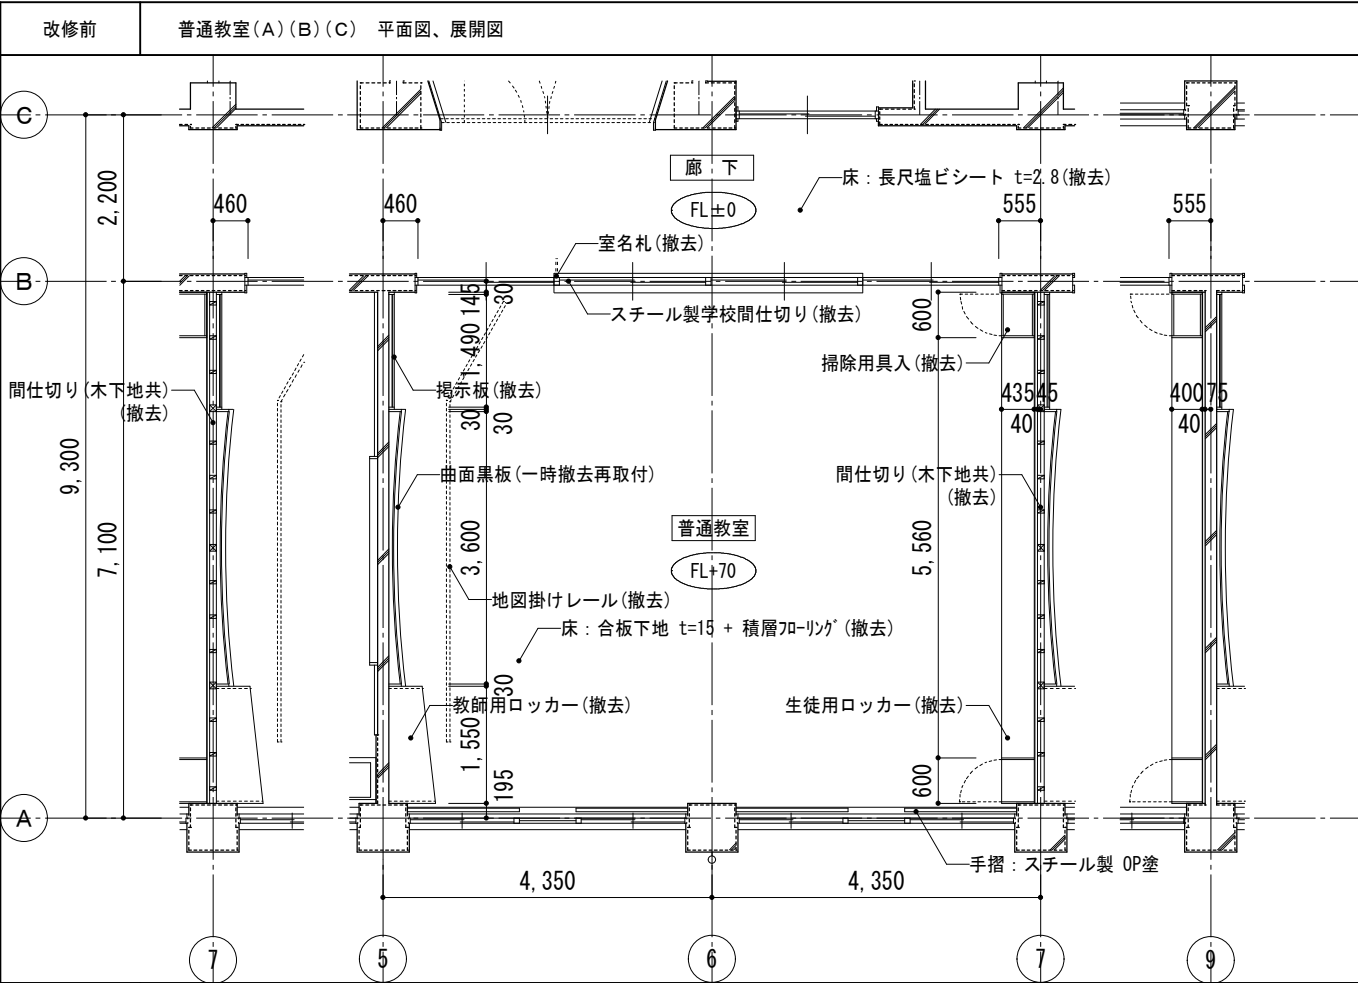 改修前
普通教室(A)(B)(C) 平面図、展開図
C
廊 下
床：長尺塩ビシート t=2.8(撤去)
2,200
460
460
FL±0
555
555
室名札(撤去)
B
145
30
スチール製学校間仕切り(撤去)
600
1,490
掃除用具入(撤去)
間仕切り(木下地共)
(撤去)
掲示板(撤去)
435
45
400
75
30
30
40
40
9,300
曲面黒板(一時撤去再取付)
間仕切り(木下地共)
(撤去)
7,100
3,600
普通教室
5,560
FL+70
地図掛けレール(撤去)
床：合板下地 t=15 + 積層フローリング(撤去)
30
教師用ロッカー(撤去)
生徒用ロッカー(撤去)
1,550
195
600
A
手摺：スチール製 OP塗
4,350
4,350
7
5
6
7
9